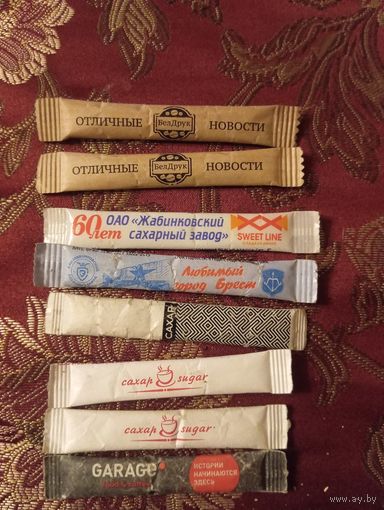 ОТЛИЧНЫЕ БелДрук НОВОСТИ
ОТЛИЧНЫЕ БелДрук НОВОСТИ
60 лет ОАО «Жабинковский сахарный завод» SWEET LINE
Любимый
город Брест
САХАР
сахар sugar
сахар sugar
GARAGE
ИСТОРИИ
НАЧИНАЮТСЯ
ЗДЕСЬ
www.ay.by